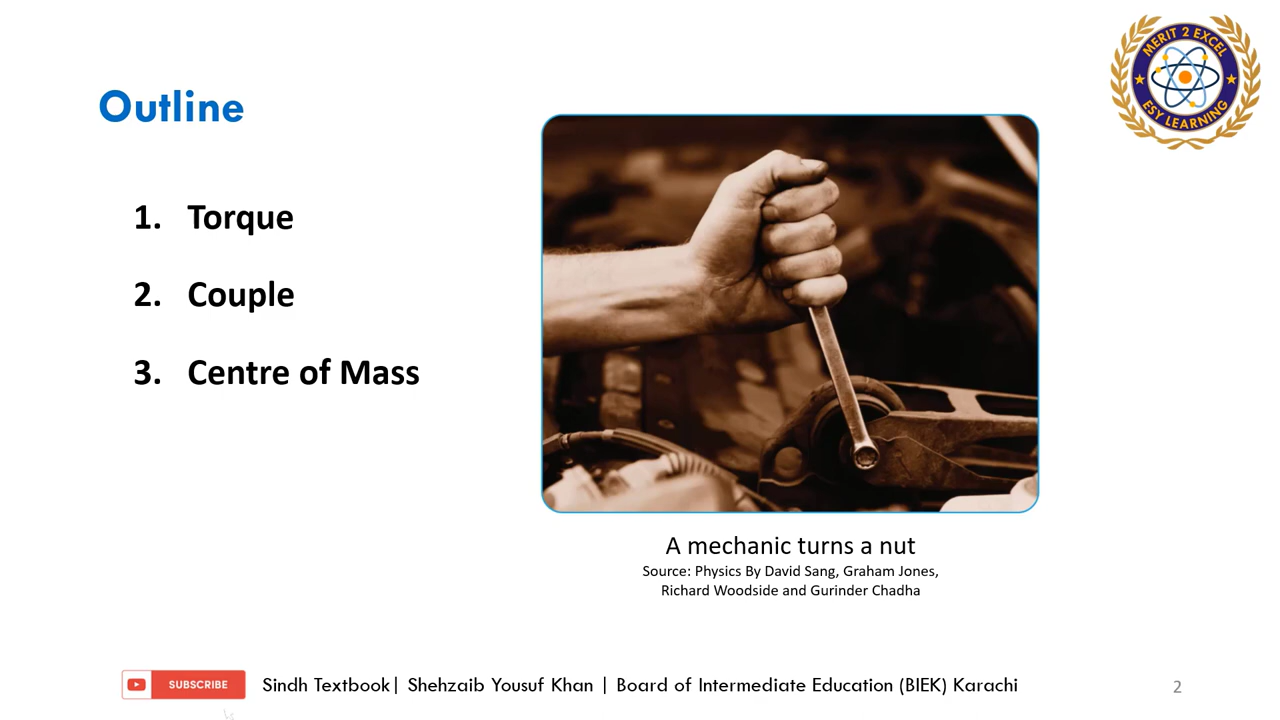 MERIT 2 EXCEL
ESY LEARNING
Outline
1. Torque
2. Couple
3. Centre of Mass
A mechanic turns a nut
Source: Physics By David Sang, Graham Jones,
Richard Woodside and Gurinder Chadha
SUBSCRIBE
Sindh Textbook| Shehzaib Yousuf Khan | Board of Intermediate Education (BIEK) Karachi
2